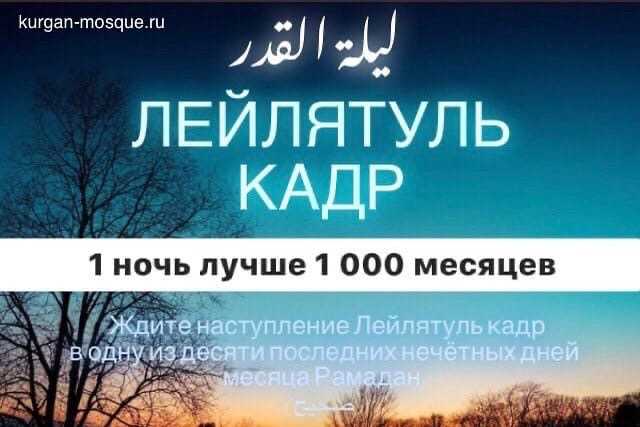 kurgan-mosque.ru
ليلة القدر
ЛЕЙЛЯТУЛЬ
КАДР
1 ночь лучше 1 000 месяцев
Ждите наступление Лейлятуль кадр
в одну из десяти последних нечётных дней
месяца Рамадан
صحيح